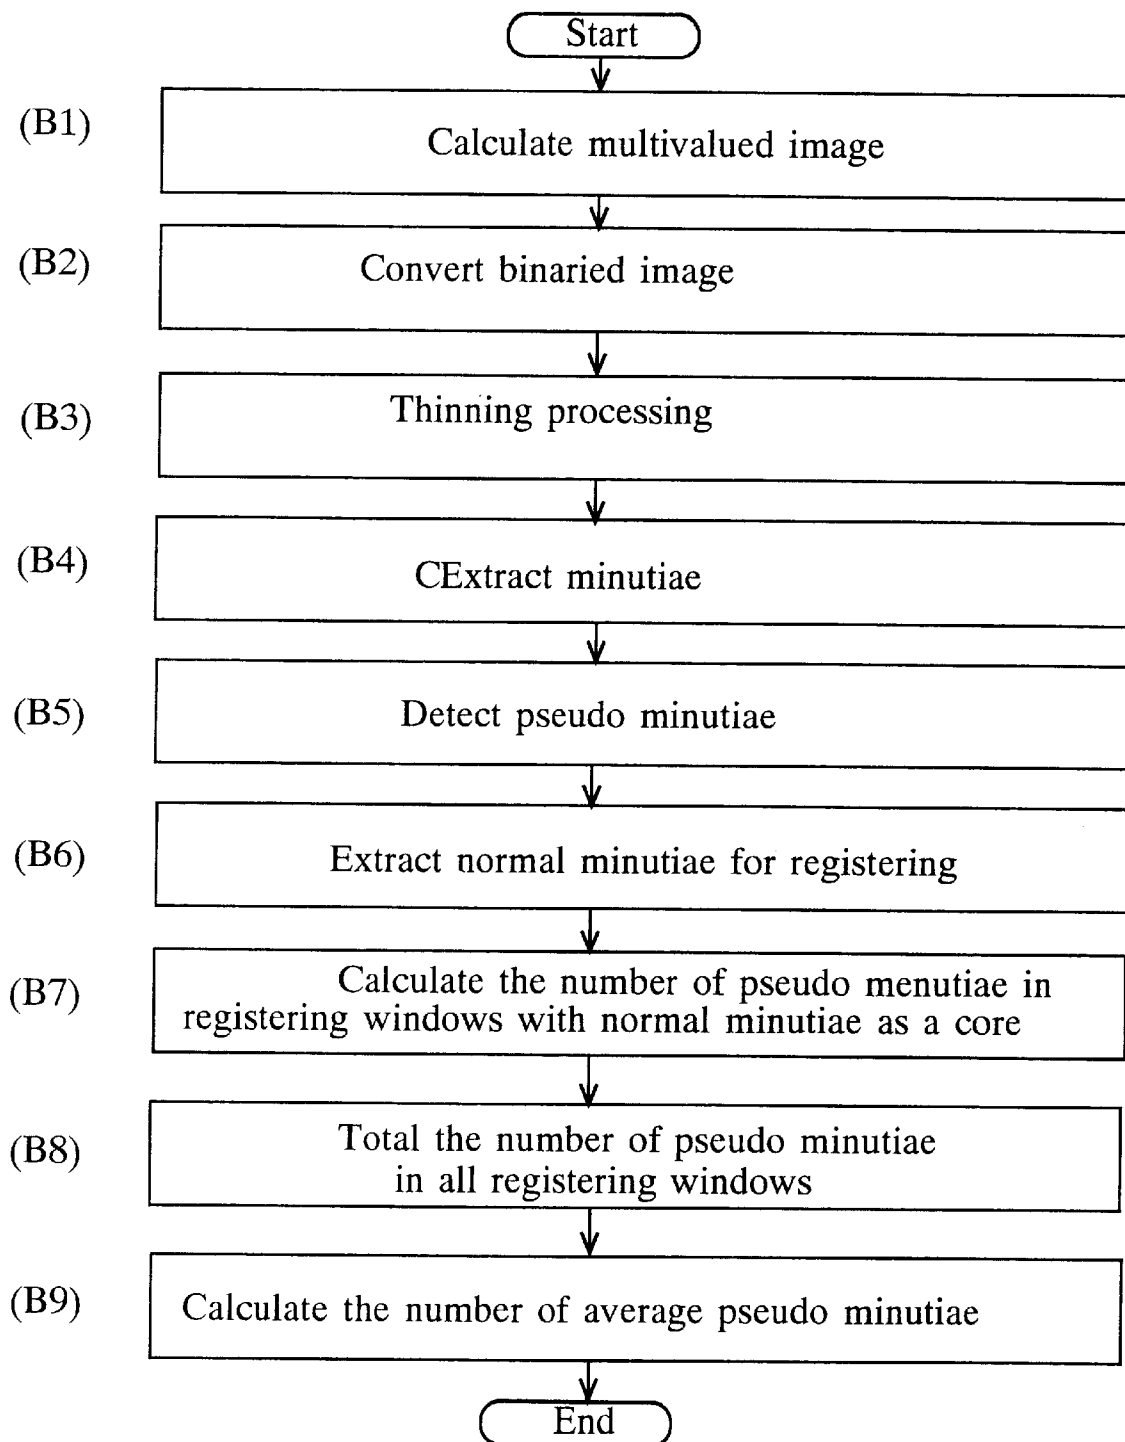 Start
(B1)
Calculate multivalued image
(B2)
Convert binaried image
(B3)
Thinning processing
(B4)
CExtract minutiae
(B5)
Detect pseudo minutiae
(B6)
Extract normal minutiae for registering
(B7)
Calculate the number of pseudo menutiae in
registering windows with normal minutiae as a core
(B8)
Total the number of pseudo minutiae
in all registering windows
(B9)
Calculate the number of average pseudo minutiae
End